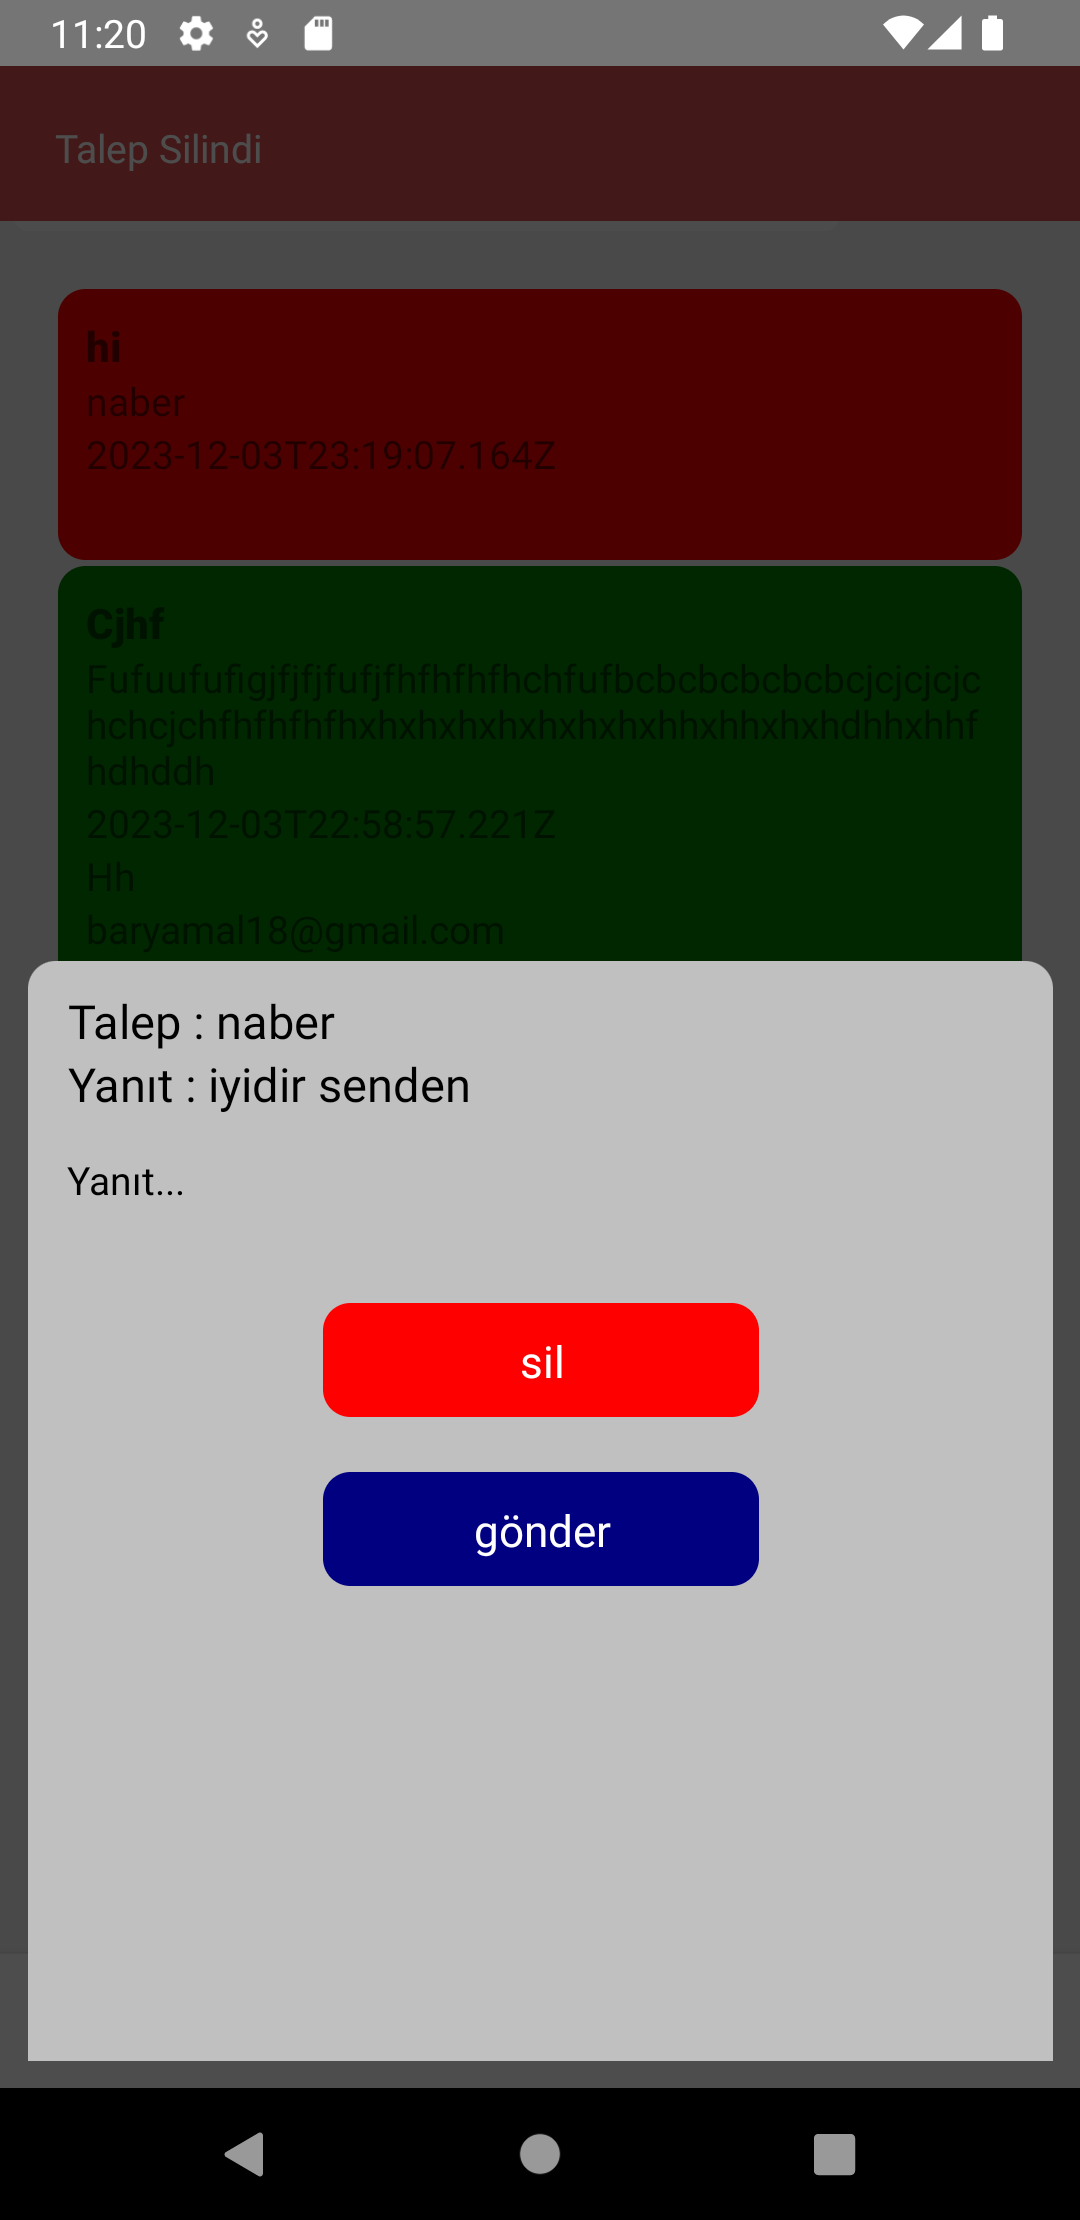 11:20
Talep Silindi
hi
naber
2023-12-03T23:19:07.164Z
Cjhf
Fufuufufigjfjfjfufjfhfhfhfhchfufbcbcbcbcbcbcjcjcjcjc
hchcjchfhfhfhfhxhxhxhxhxhxhxhxhhxhhxhxhdhhxhhf
hdhddh
2023-12-03T22:58:57.221Z
Hh
baryamal18@gmail.com
Talep : naber
Yanıt : iyidir senden
Yanıt...
sil
gönder